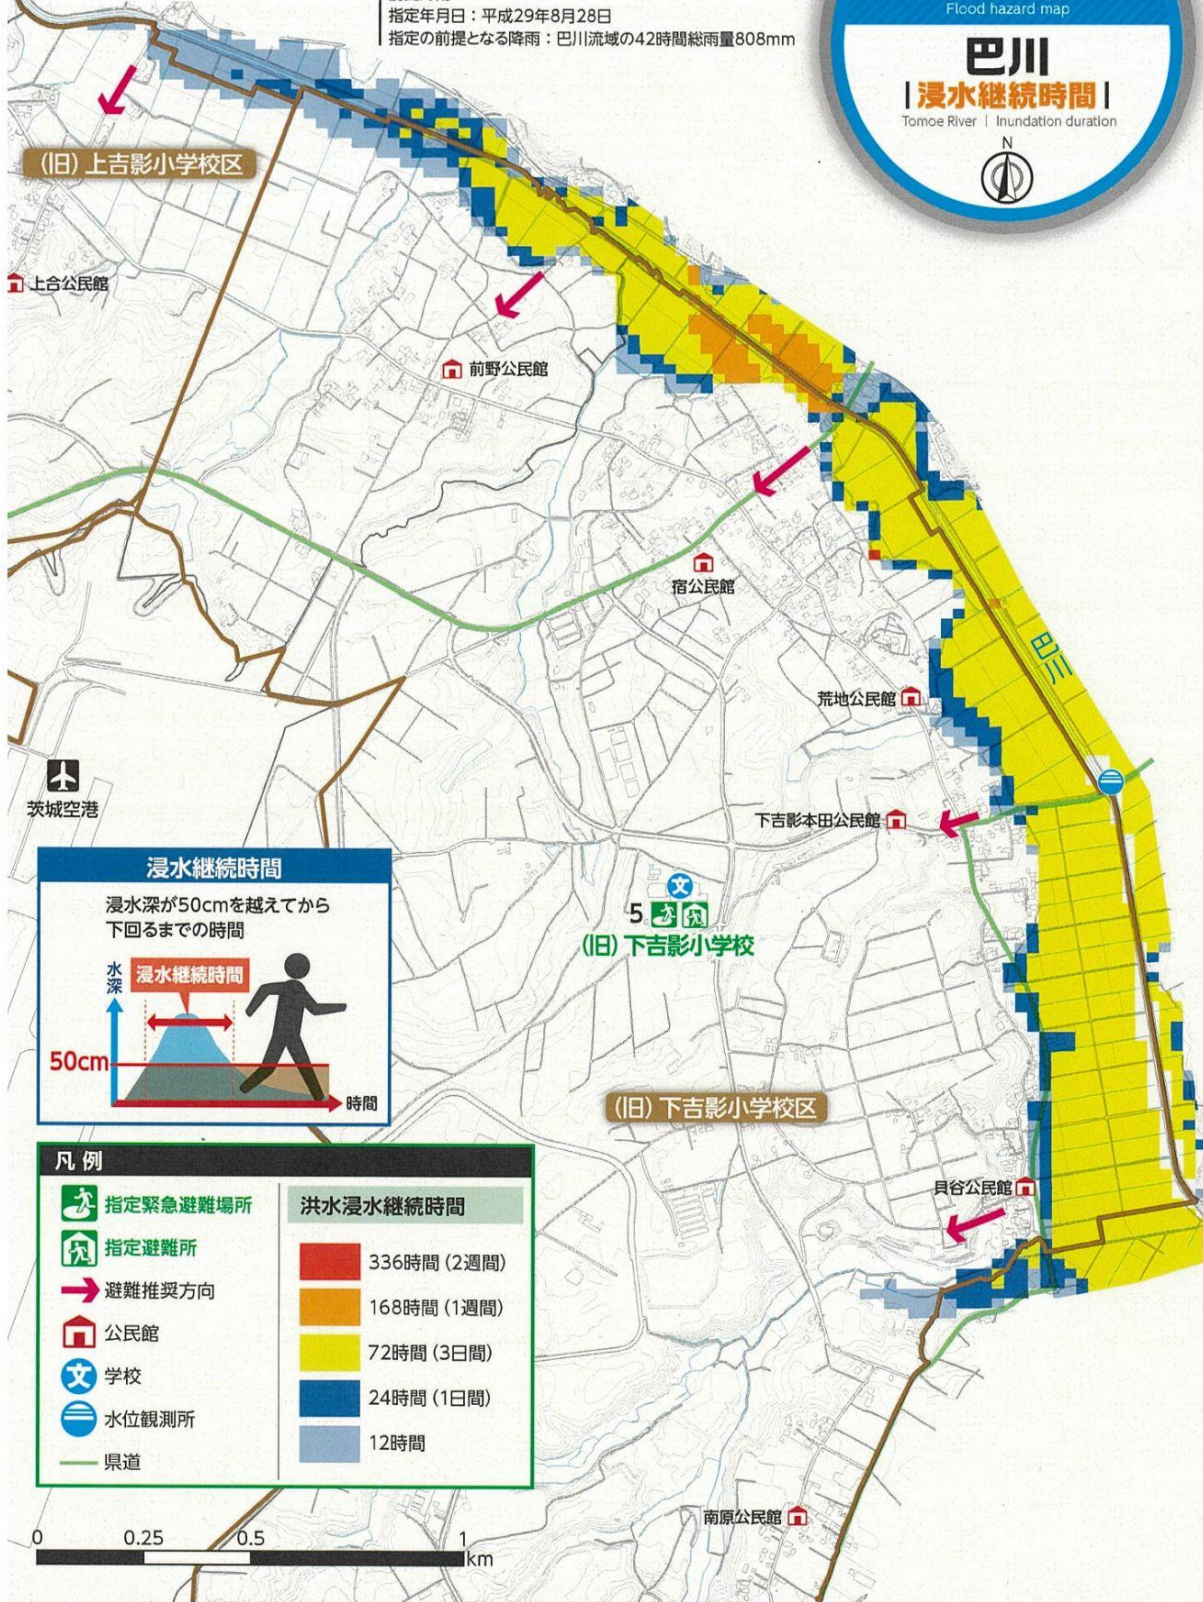 指定年月日：平成29年8月28日
指定の前提となる降雨：巴川流域の42時間総雨量808mm
Flood hazard map
巴川
浸水継続時間
Tomoe River | Inundation duration
N
(旧)上吉影小学校区
上合公民館
前野公民館
宿公民館
巴川
荒地公民館
茨城空港
下吉影本田公民館
5
(旧)下吉影小学校
浸水継続時間
浸水深が50cmを越えてから
下回るまでの時間
水深
浸水継続時間
50cm
時間
(旧)下吉影小学校区
貝谷公民館
凡例
指定緊急避難場所
指定避難所
避難推奨方向
公民館
文 学校
水位観測所
県道
洪水浸水継続時間
336時間(2週間)
168時間(1週間)
72時間(3日間)
24時間(1日間)
12時間
南原公民館
0 0.25 0.5 1
km